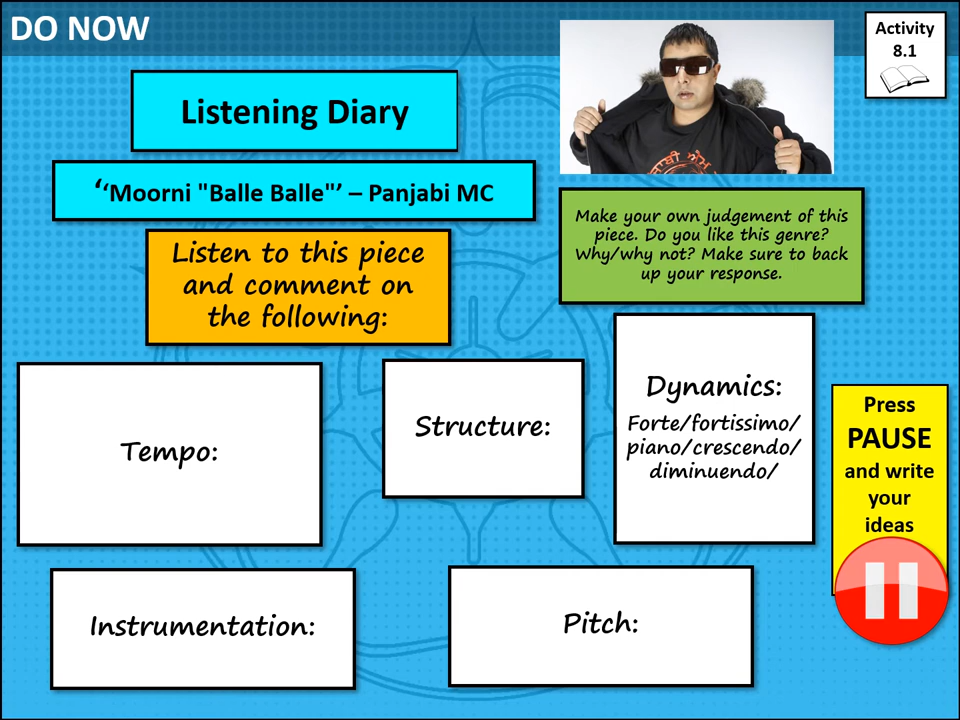 DO NOW
Activity
8.1
Listening Diary
‘‘Moorni "Balle Balle"’ – Panjabi MC
Make your own judgement of this
piece. Do you like this genre?
Why/why not? Make sure to back
up your response.
Listen to this piece
and comment on
the following:
Tempo:
Structure:
Dynamics:
Forte/fortissimo/
piano/crescendo/
diminuendo/
Press
PAUSE
and write
your
ideas
Instrumentation:
Pitch: